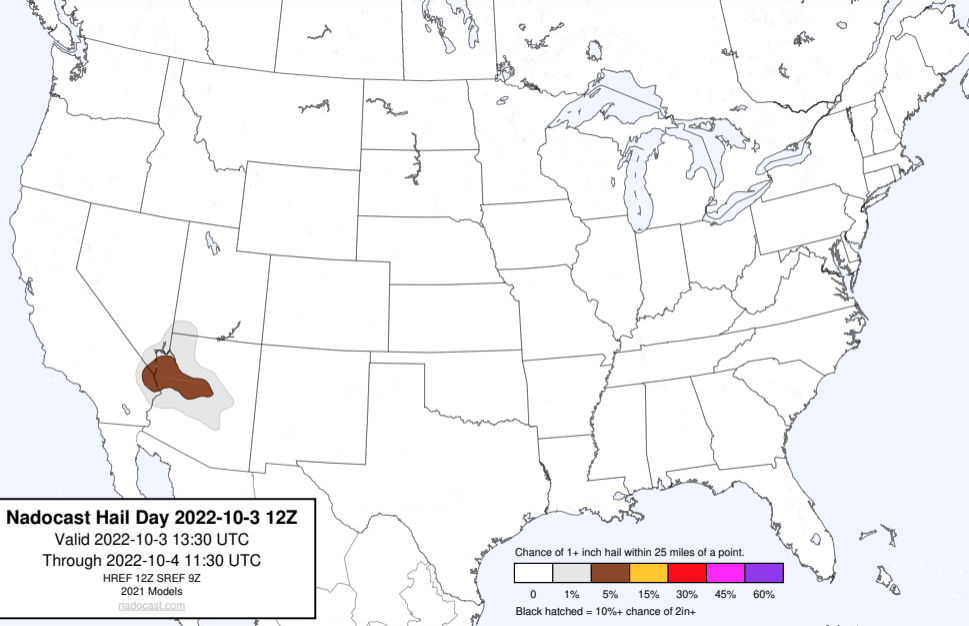 Nadocast Hail Day 2022-10-3 12Z
Valid 2022-10-3 13:30 UTC
Through 2022-10-4 11:30 UTC
HREF 12Z SREF 9Z
2021 Models
nadocast.com
Chance of 1+ inch hail within 25 miles of a point.
0 1% 5% 15% 30% 45% 60%
Black hatched = 10%+ chance of 2in+